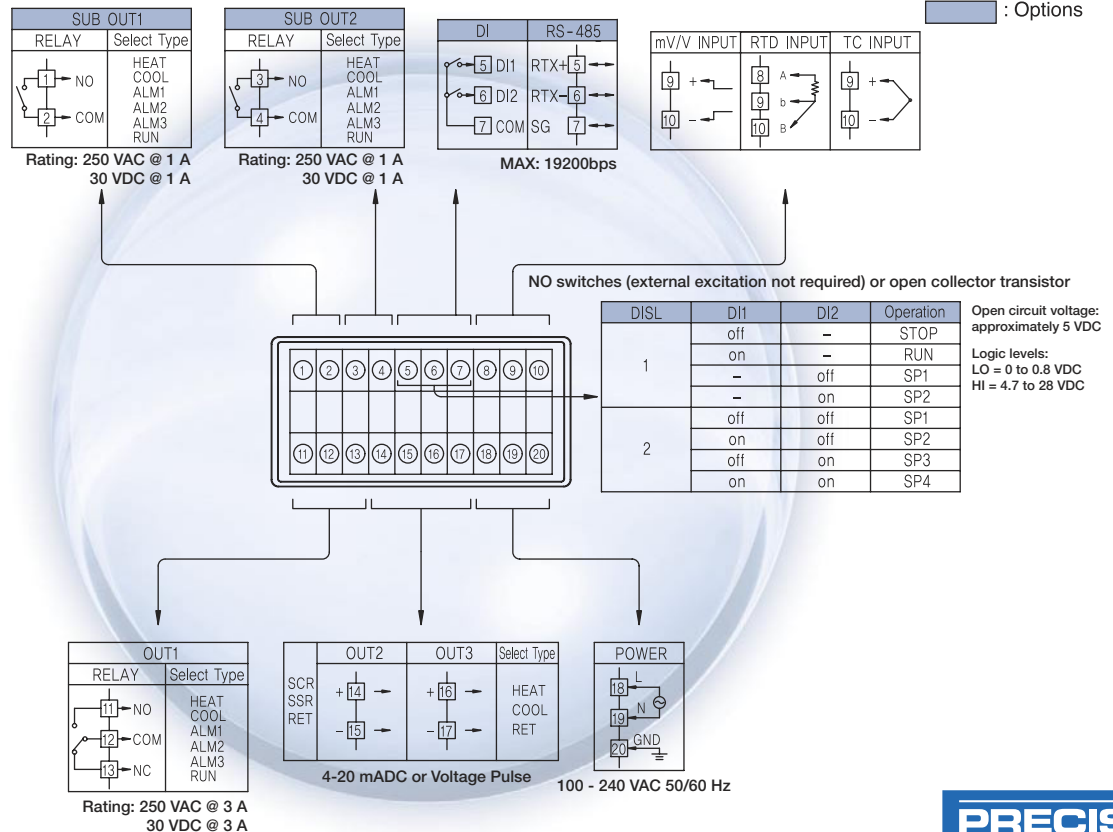 : Options
SUB OUT1
RELAY Select Type
1 NO
2 COM
HEAT
COOL
ALM1
ALM2
ALM3
RUN
Rating: 250 VAC @ 1 A
30 VDC @ 1 A
SUB OUT2
RELAY Select Type
3 NO
4 COM
HEAT
COOL
ALM1
ALM2
ALM3
RUN
Rating: 250 VAC @ 1 A
30 VDC @ 1 A
DI RS-485
5 DI1 RTX+ 5
6 DI2 RTX- 6
7 COM SG 7
MAX: 19200bps
mV/V INPUT RTD INPUT TC INPUT
9 + 8 A 9 +
9 b
10 - 10 B 10 -
NO switches (external excitation not required) or open collector transistor
DISL DI1 DI2 Operation
1 off – STOP
on – RUN
– off SP1
– on SP2
2 off off SP1
on off SP2
off on SP3
on on SP4
Open circuit voltage:
approximately 5 VDC
Logic levels:
LO = 0 to 0.8 VDC
HI = 4.7 to 28 VDC
1 2 3 4 5 6 7 8 9 10
11 12 13 14 15 16 17 18 19 20
OUT1
RELAY Select Type
11 NO
12 COM
13 NC
HEAT
COOL
ALM1
ALM2
ALM3
RUN
Rating: 250 VAC @ 3 A
30 VDC @ 3 A
OUT2 OUT3 Select Type
SCR
SSR
RET
+ 14 + 16
- 15 - 17
HEAT
COOL
RET
4-20 mADC or Voltage Pulse
POWER
18 L
19 N
20 GND
100 - 240 VAC 50/60 Hz
PRECIS